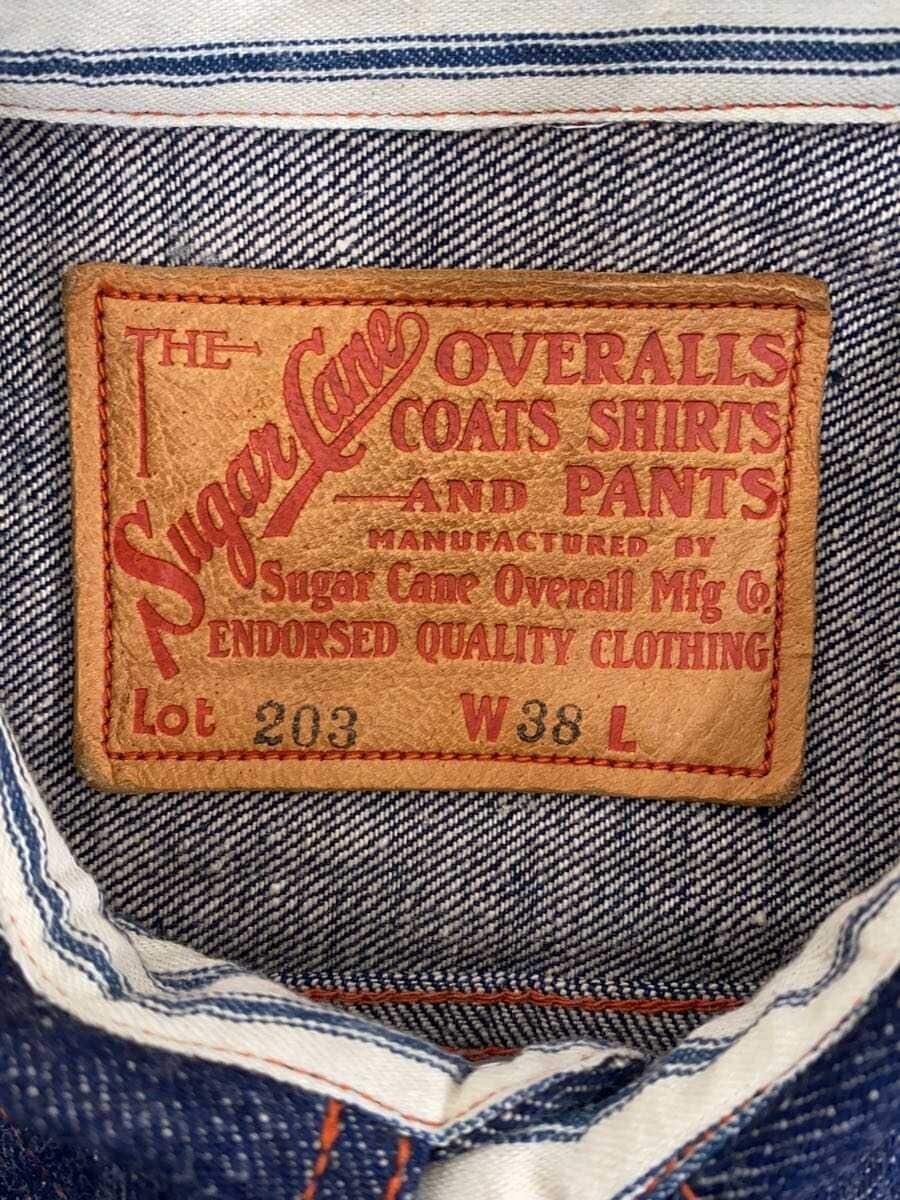 THE Sugar Cane OVERALLS
COATS SHIRTS
AND PANTS
MANUFACTURED BY
Sugar Cane Overall Mfg Co.
ENDORSED QUALITY CLOTHING
Lot 203 W 38 L